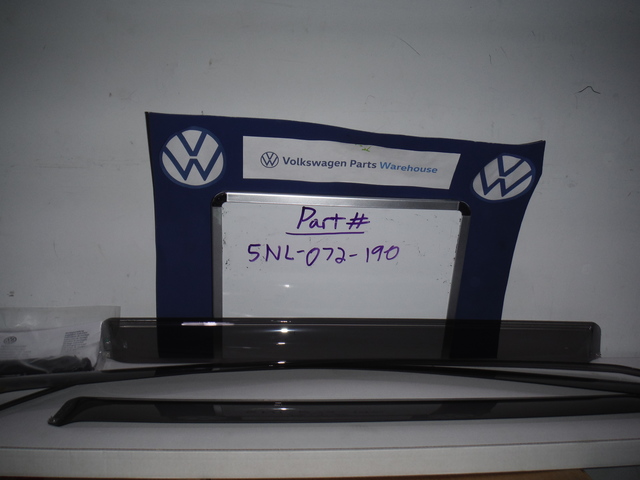 Volkswagen Parts Warehouse
Part #
5NL-072-190